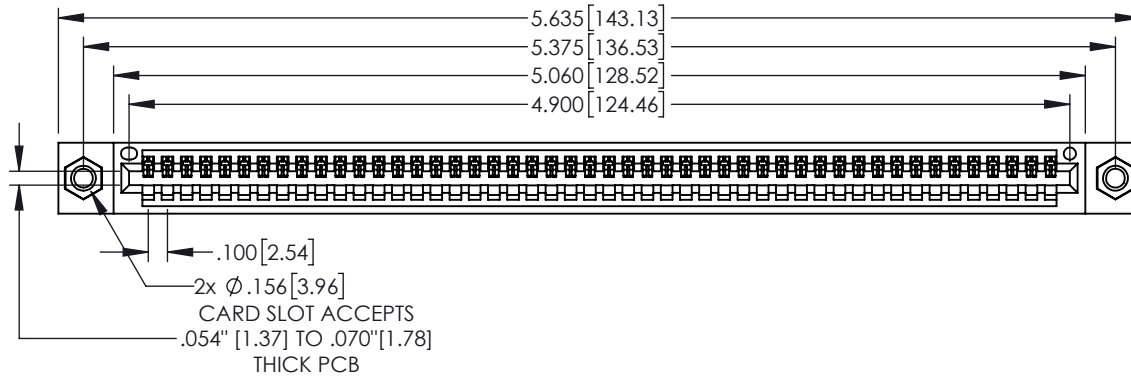 5.635[143.13]
5.375[136.53]
5.060[128.52]
4.900[124.46]
.100[2.54]
2x Ø.156[3.96]
CARD SLOT ACCEPTS
.054" [1.37] TO .070"[1.78]
THICK PCB